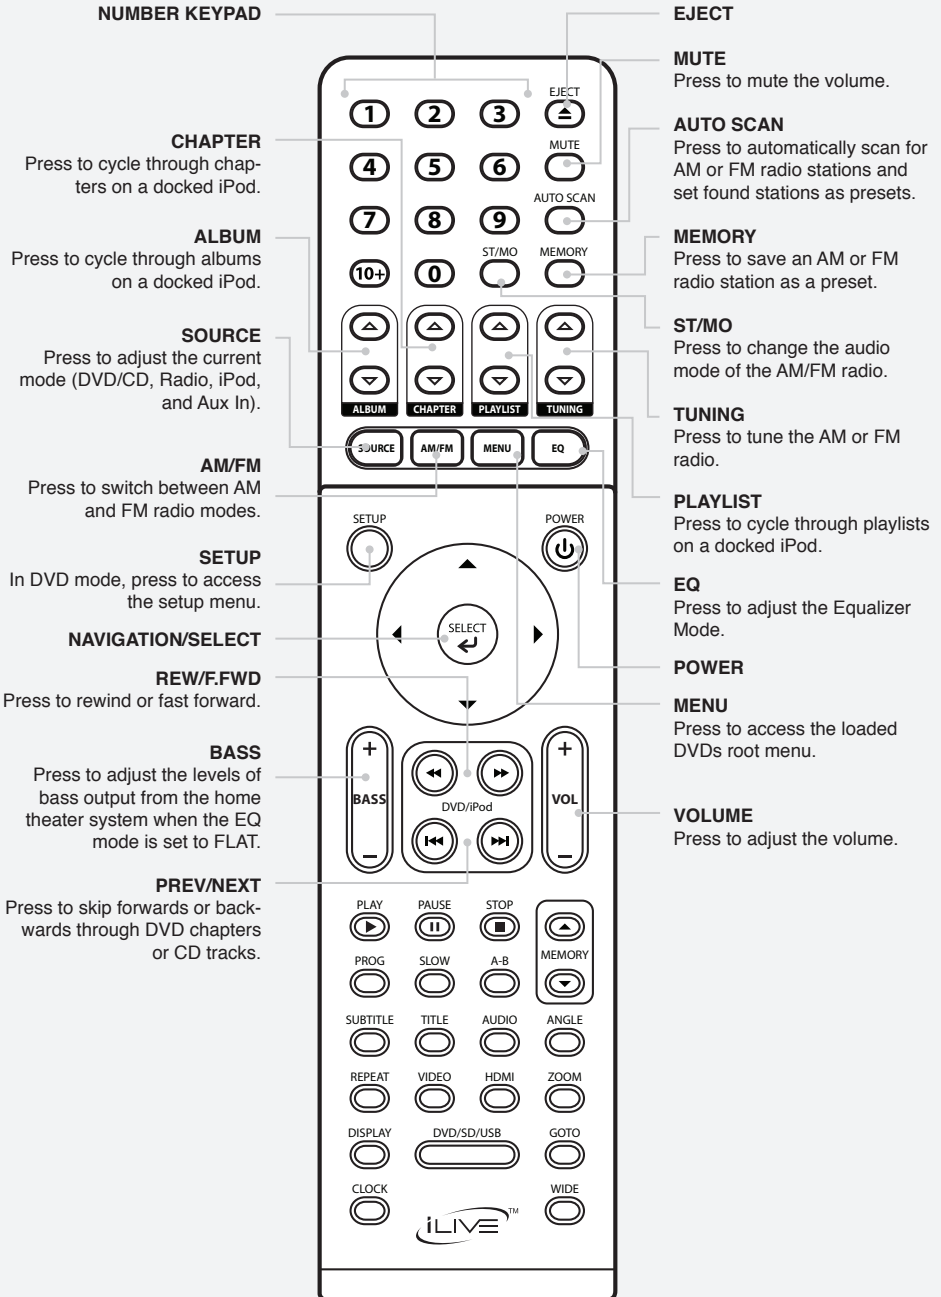 NUMBER KEYPAD
CHAPTER
Press to cycle through chap-
ters on a docked iPod.
ALBUM
Press to cycle through albums
on a docked iPod.
SOURCE
Press to adjust the current
mode (DVD/CD, Radio, iPod,
and Aux In).
AM/FM
Press to switch between AM
and FM radio modes.
SETUP
In DVD mode, press to access
the setup menu.
NAVIGATION/SELECT
REW/F.FWD
Press to rewind or fast forward.
BASS
Press to adjust the levels of
bass output from the home
theater system when the EQ
mode is set to FLAT.
PREV/NEXT
Press to skip forwards or back-
wards through DVD chapters
or CD tracks.
EJECT
1 2 3
MUTE
4 5 6
AUTO SCAN
7 8 9
ST/MO MEMORY
10+ 0
ALBUM CHAPTER PLAYLIST TUNING
SOURCE AM/FM MENU EQ
SETUP POWER
SELECT
+ +
BASS DVD/iPod VOL
– –
PLAY PAUSE STOP
MEMORY
PROG SLOW A-B
SUBTITLE TITLE AUDIO ANGLE
REPEAT VIDEO HDMI ZOOM
DISPLAY DVD/SD/USB GOTO
CLOCK WIDE
iLIVE™
EJECT
MUTE
Press to mute the volume.
AUTO SCAN
Press to automatically scan for
AM or FM radio stations and
set found stations as presets.
MEMORY
Press to save an AM or FM
radio station as a preset.
ST/MO
Press to change the audio
mode of the AM/FM radio.
TUNING
Press to tune the AM or FM
radio.
PLAYLIST
Press to cycle through playlists
on a docked iPod.
EQ
Press to adjust the Equalizer
Mode.
POWER
MENU
Press to access the loaded
DVDs root menu.
VOLUME
Press to adjust the volume.